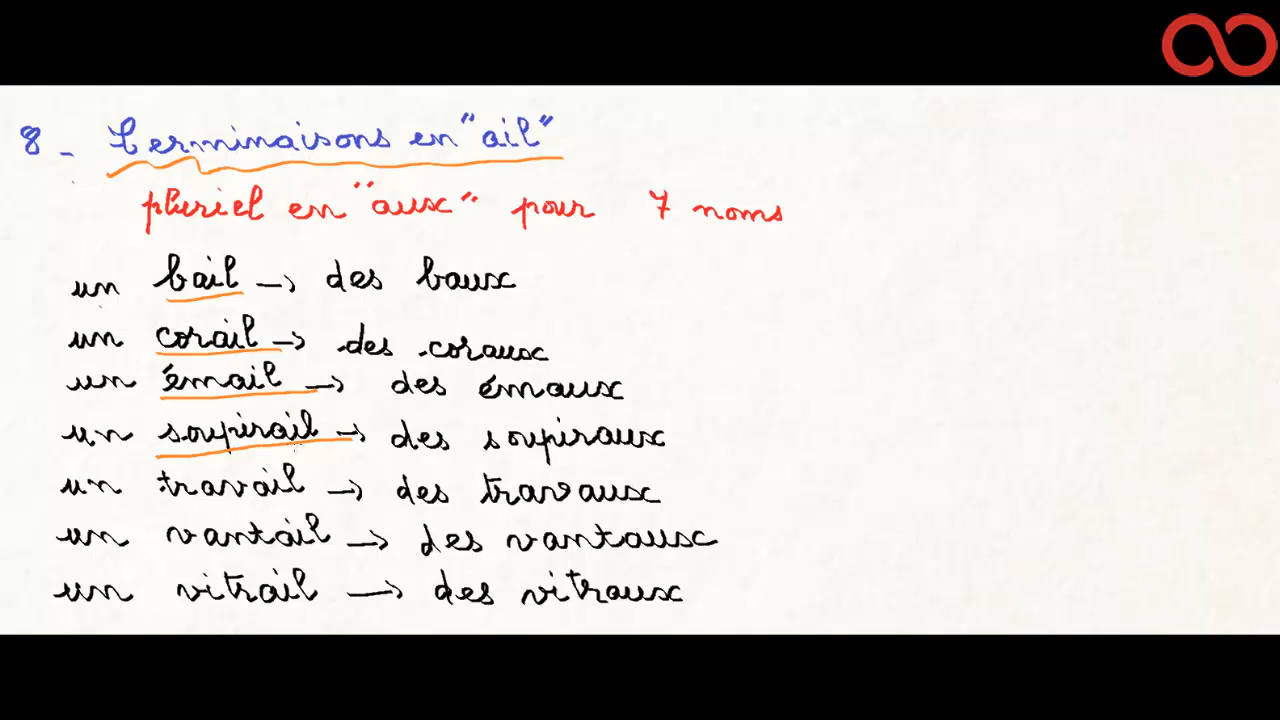 8 - Terminaisons en "ail"
pluriel en "aux" pour 7 noms
un bail -> des baux
un corail -> des coraux
un émail -> des émaux
un soupirail -> des soupiraux
un travail -> des travaux
un vantail -> des vantaux
un vitrail -> des vitraux